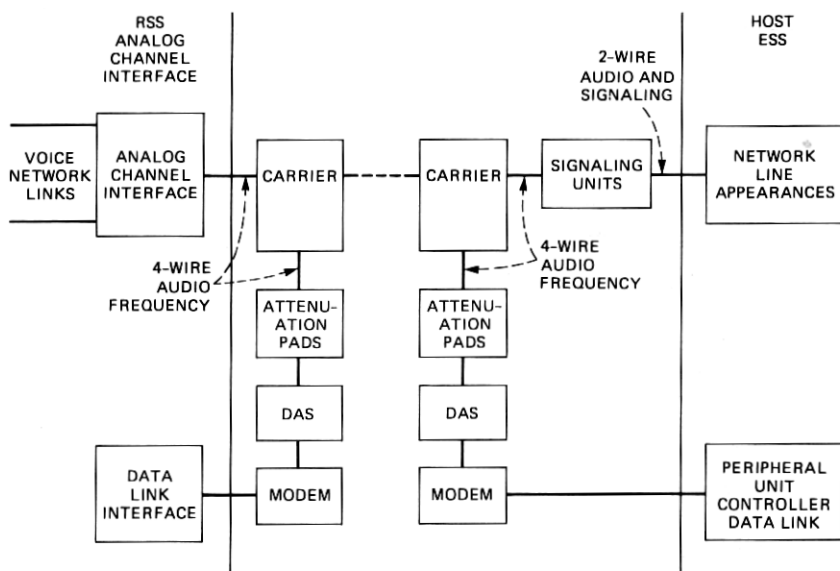 RSS
ANALOG
CHANNEL
INTERFACE
HOST
ESS
2-WIRE
AUDIO AND
SIGNALING
VOICE
NETWORK
LINKS
ANALOG
CHANNEL
INTERFACE
CARRIER
CARRIER
SIGNALING
UNITS
NETWORK
LINE
APPEARANCES
4-WIRE
AUDIO
FREQUENCY
4-WIRE
AUDIO
FREQUENCY
ATTENU-
ATION
PADS
ATTENU-
ATION
PADS
DAS
DAS
DATA
LINK
INTERFACE
MODEM
MODEM
PERIPHERAL
UNIT
CONTROLLER
DATA LINK